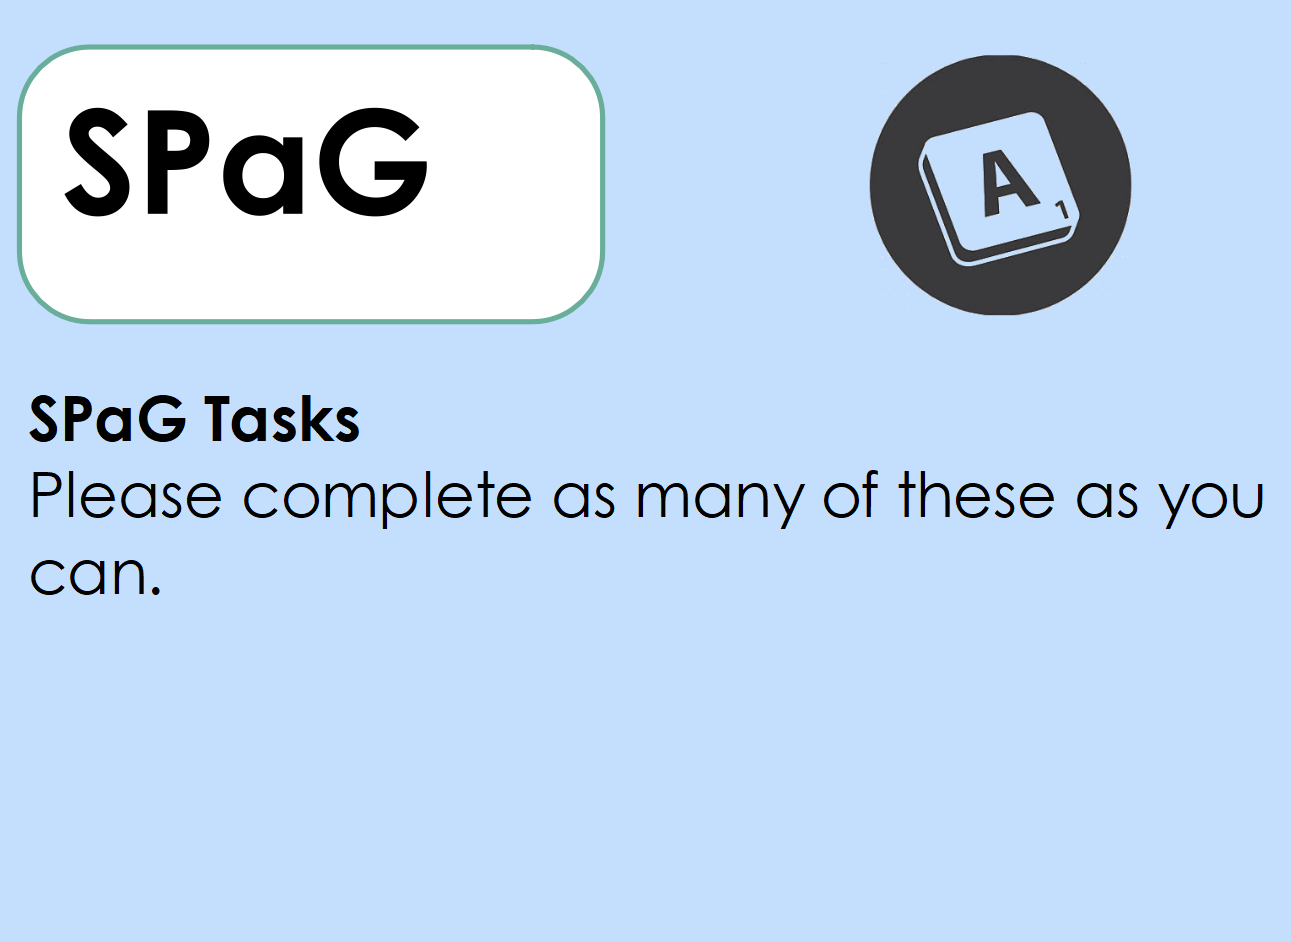 SPaG
A
1
SPaG Tasks
Please complete as many of these as you
can.